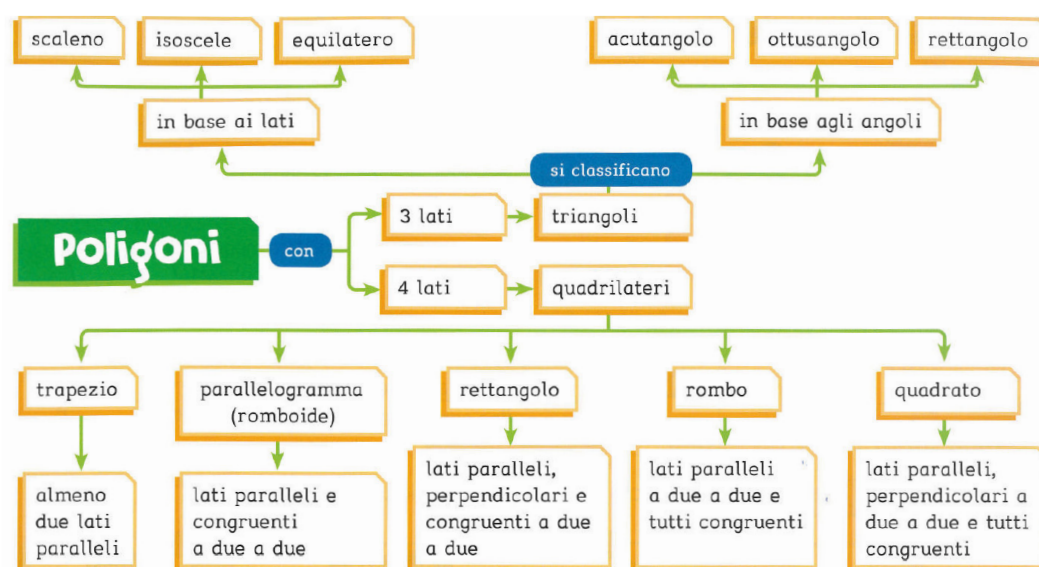 scaleno
isoscele
equilatero
acutangolo
ottusangolo
rettangolo
in base ai lati
in base agli angoli
si classificano
Poligoni
con
3 lati
triangoli
4 lati
quadrilateri
trapezio
parallelogramma
(romboide)
rettangolo
rombo
quadrato
almeno
due lati
paralleli
lati paralleli e
congruenti
a due a due
lati paralleli,
perpendicolari e
congruenti a due
a due
lati paralleli
a due a due e
tutti congruenti
lati paralleli,
perpendicolari a
due a due e tutti
congruenti